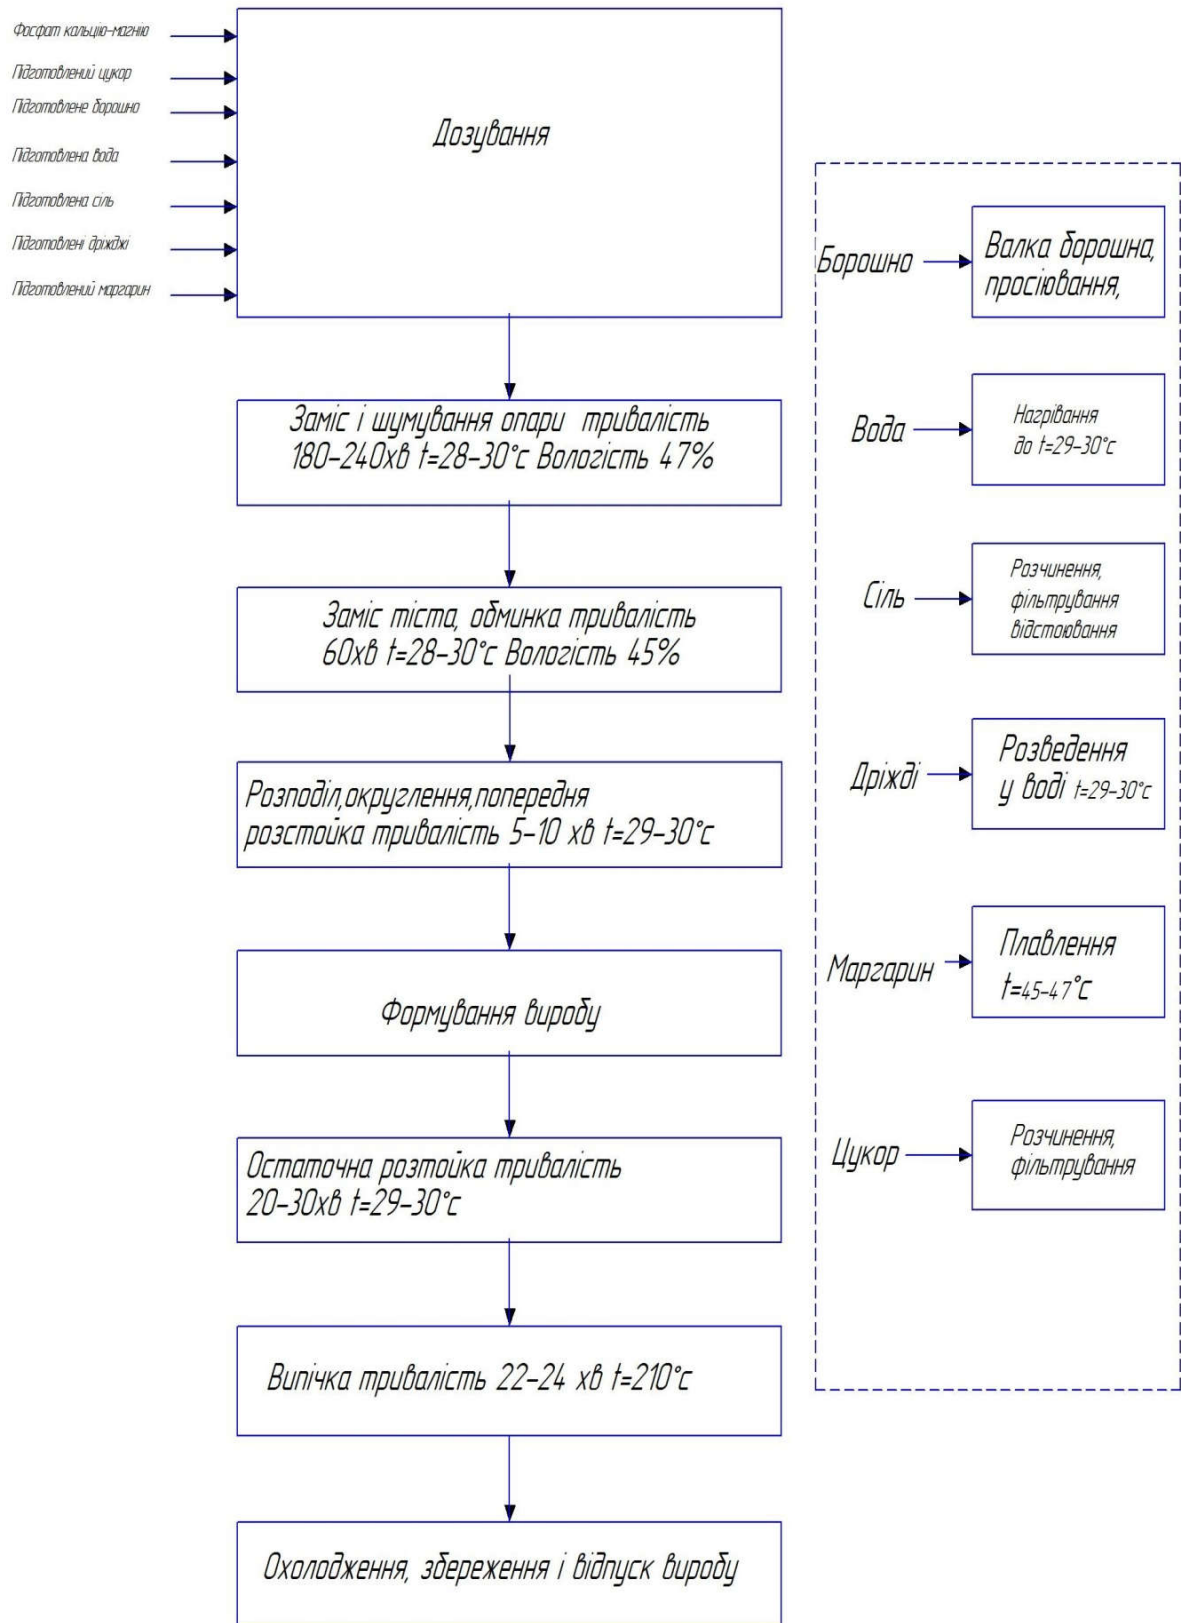 Фосфат кальцію-магнію
Підготовлений цукор
Підготовлене борошно
Підготовлена вода
Підготовлена сіль
Підготовлені дріжджі
Підготовлений маргарин
Дозування
Заміс і шумування опари тривалість
180-240хв t=28-30°c Вологість 47%
Заміс тіста, обминка тривалість
60хв t=28-30°c Вологість 45%
Розподіл,округлення,попередня
розстойка тривалість 5-10 хв t=29-30°c
Формування виробу
Остаточна розтойка тривалість
20-30хв t=29-30°c
Випічка тривалість 22-24 хв t=210°c
Охолодження, збереження і відпуск виробу
Борошно
Валка борошна,
просіювання,
Вода
Нагрівання
до t=29-30°c
Сіль
Розчинення,
фільтрування
відстоювання
Дріжді
Розведення
у воді t=29-30°c
Маргарин
Плавлення
t=45-47°c
Цукор
Розчинення,
фільтрування